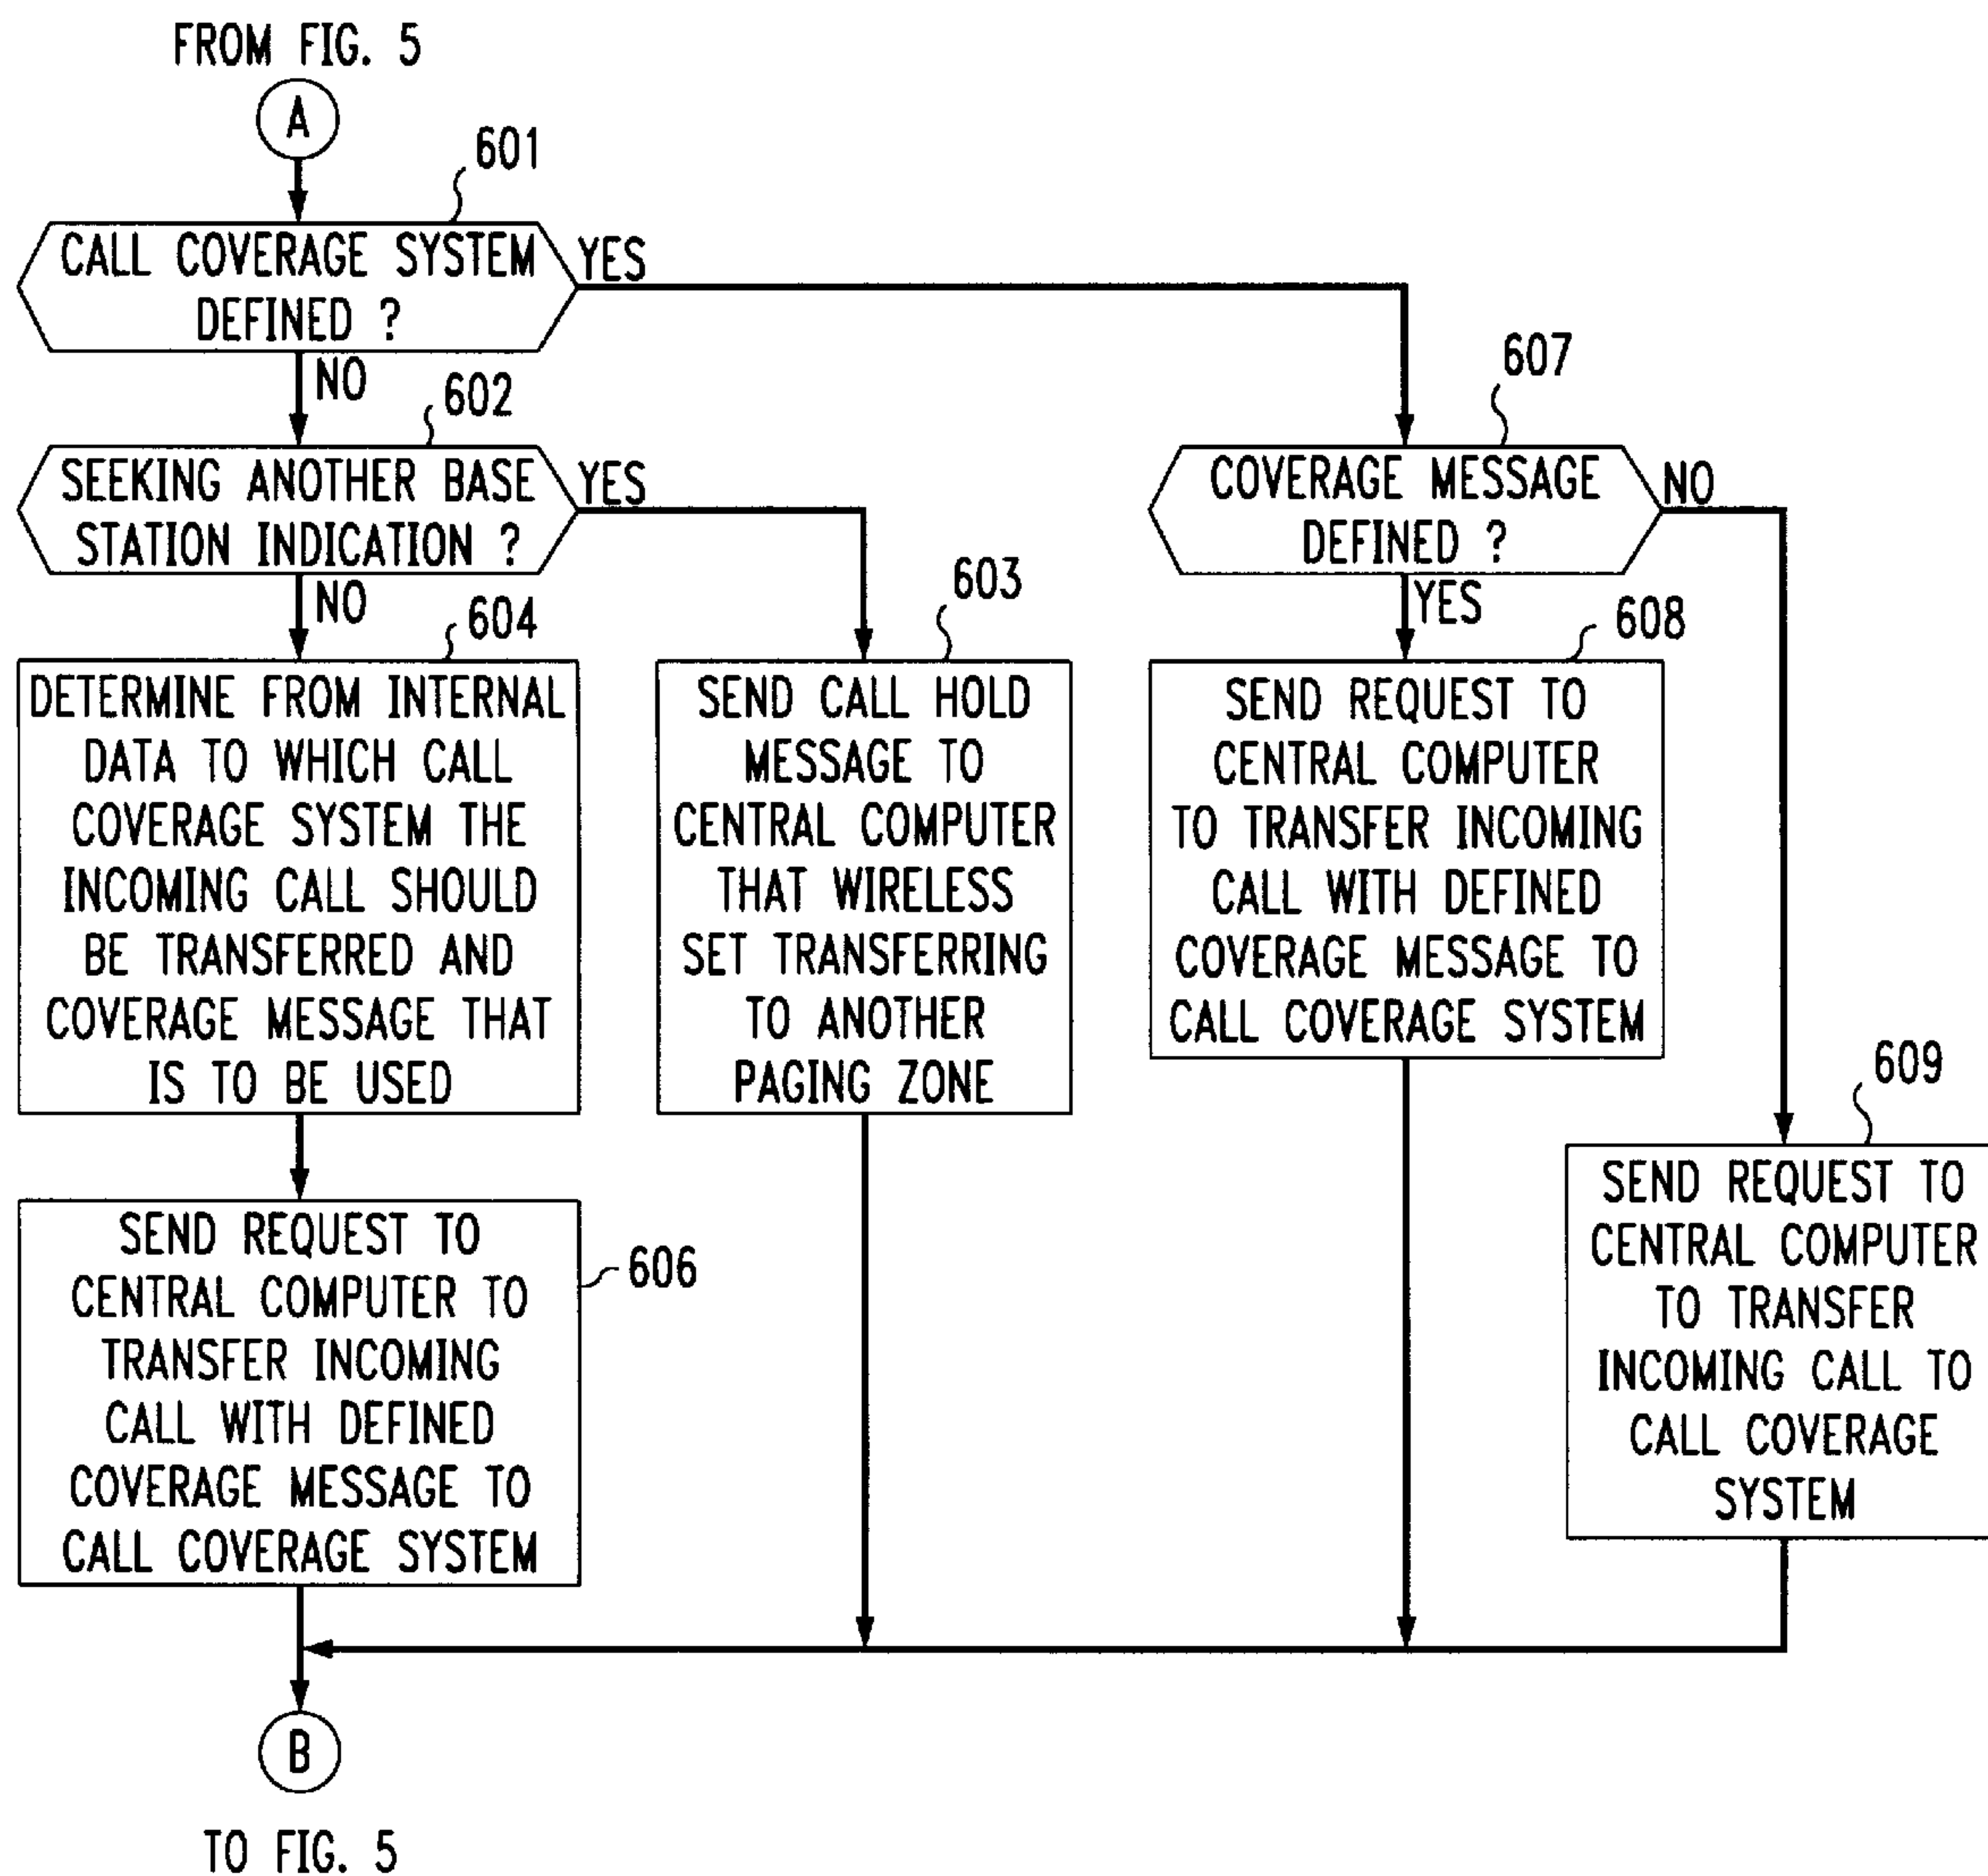 FROM FIG. 5
A
601
CALL COVERAGE SYSTEM
DEFINED ?
YES
NO
602
SEEKING ANOTHER BASE
STATION INDICATION ?
YES
NO
607
COVERAGE MESSAGE
DEFINED ?
NO
YES
604
DETERMINE FROM INTERNAL
DATA TO WHICH CALL
COVERAGE SYSTEM THE
INCOMING CALL SHOULD
BE TRANSFERRED AND
COVERAGE MESSAGE THAT
IS TO BE USED
603
SEND CALL HOLD
MESSAGE TO
CENTRAL COMPUTER
THAT WIRELESS
SET TRANSFERRING
TO ANOTHER
PAGING ZONE
608
SEND REQUEST TO
CENTRAL COMPUTER
TO TRANSFER INCOMING
CALL WITH DEFINED
COVERAGE MESSAGE TO
CALL COVERAGE SYSTEM
609
SEND REQUEST TO
CENTRAL COMPUTER
TO TRANSFER
INCOMING CALL TO
CALL COVERAGE
SYSTEM
SEND REQUEST TO
CENTRAL COMPUTER TO
TRANSFER INCOMING
CALL WITH DEFINED
COVERAGE MESSAGE TO
CALL COVERAGE SYSTEM
606
B
TO FIG. 5